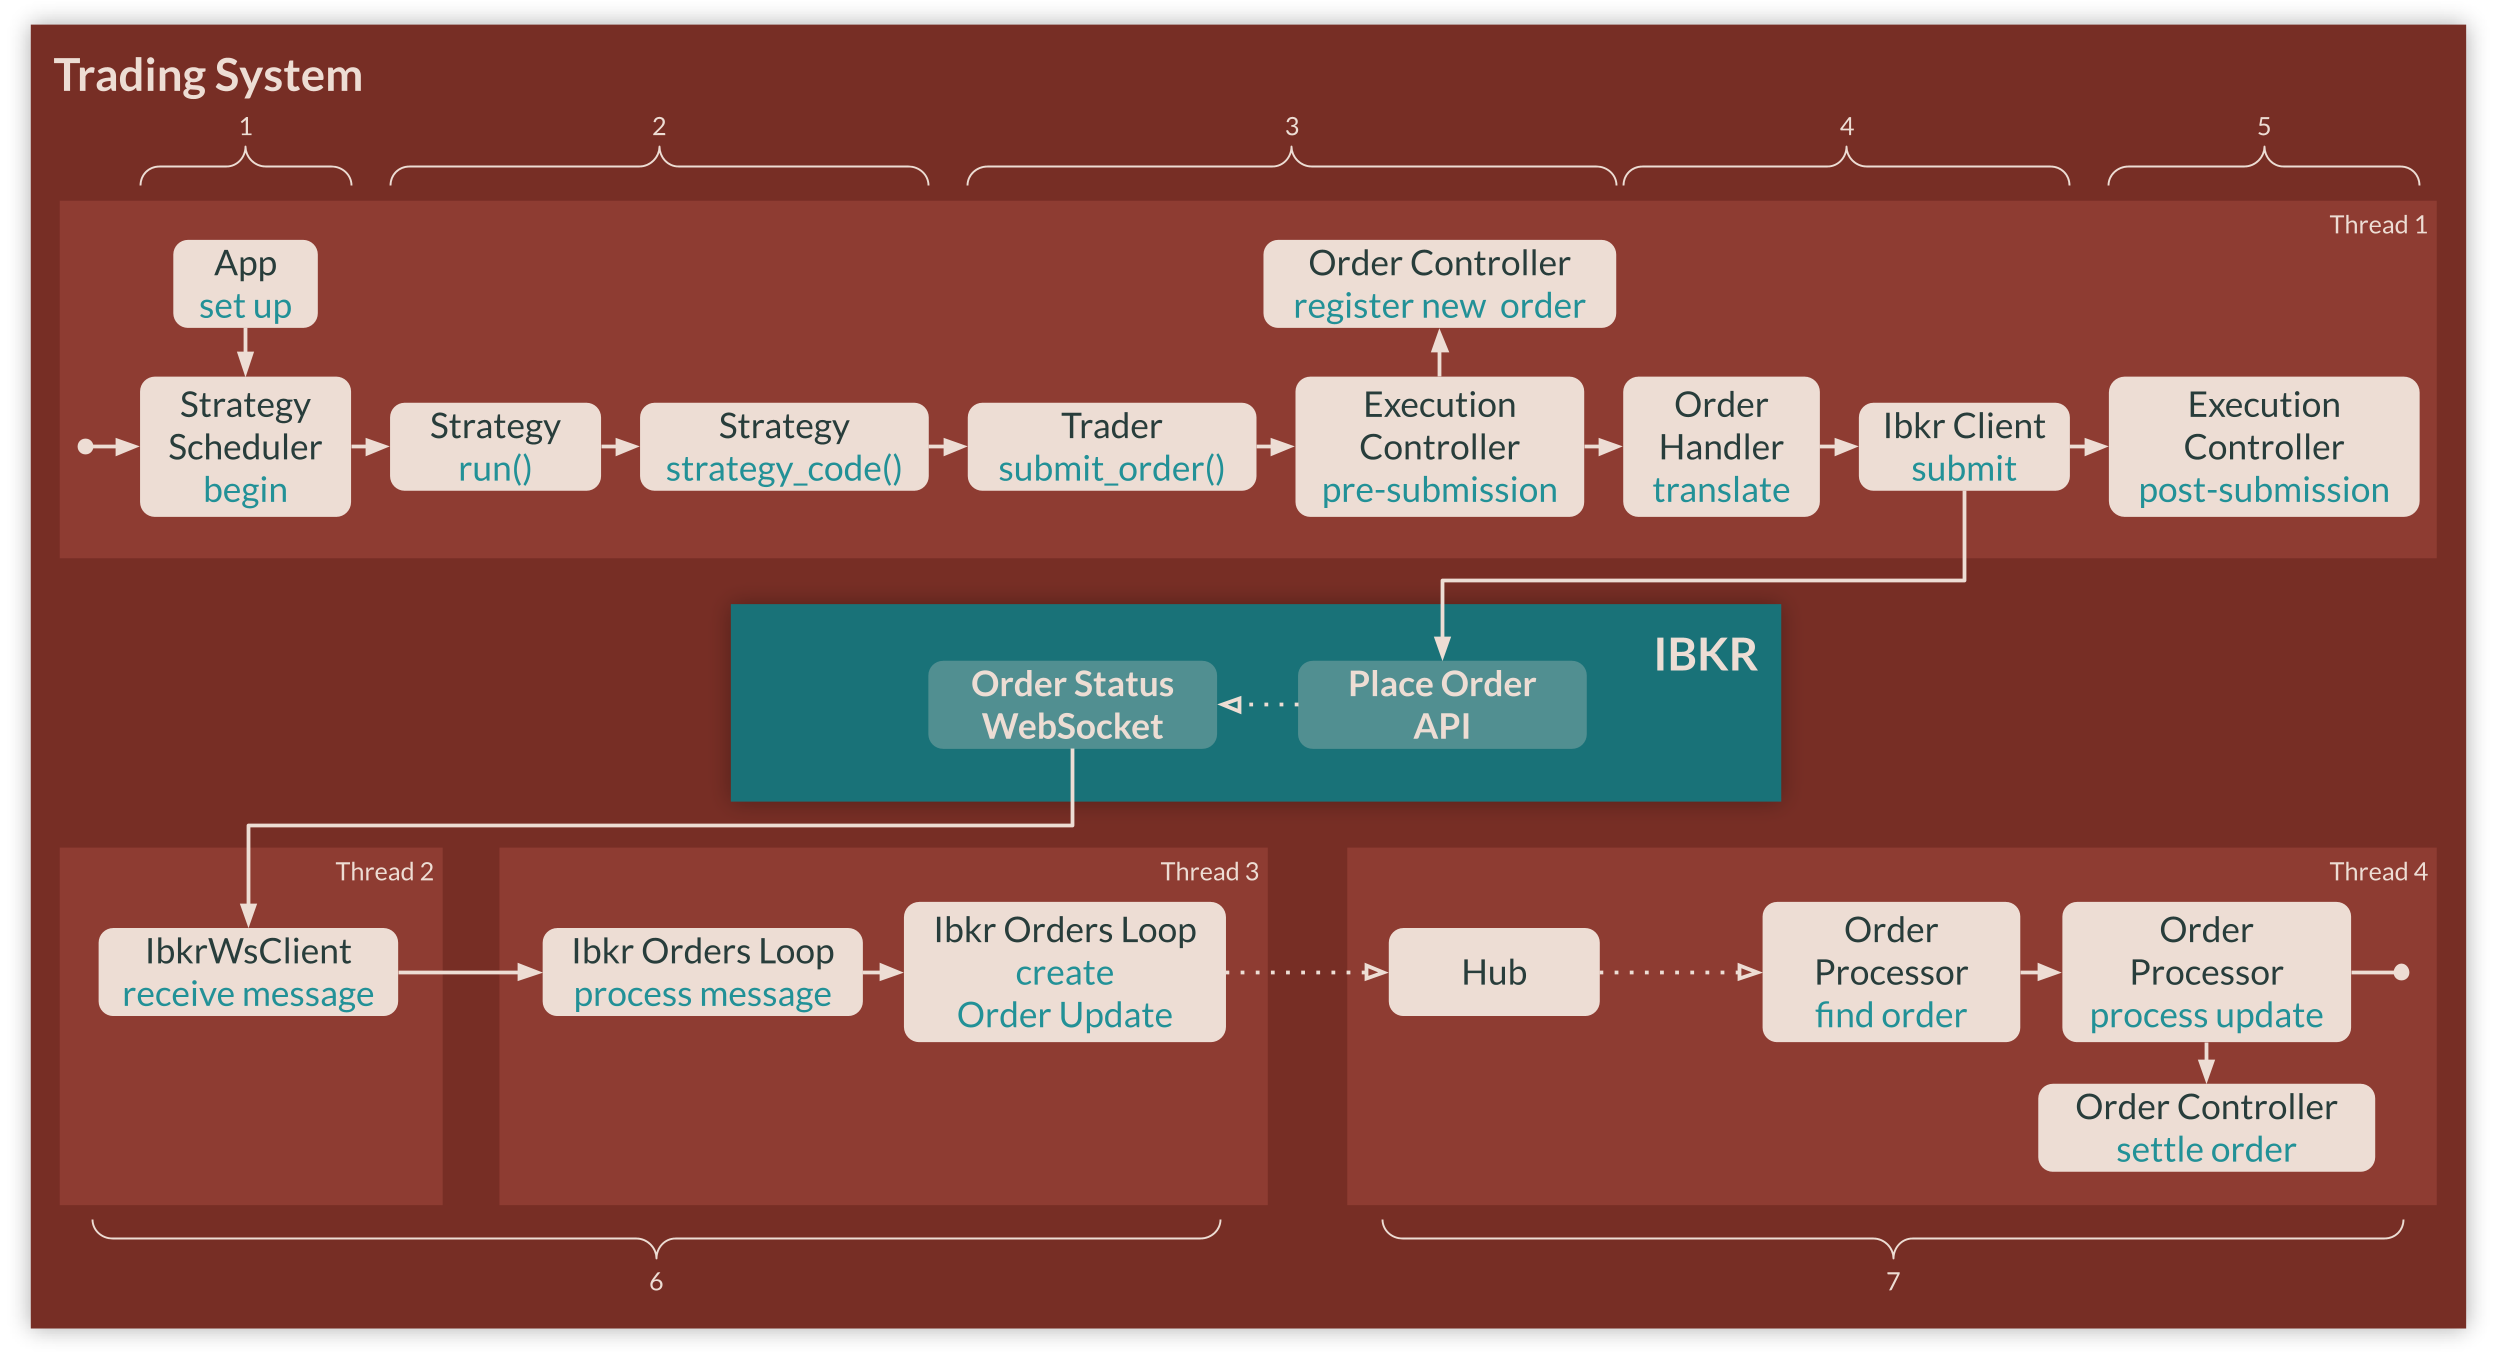 Trading System
1
2
3
4
5
Thread 1
App
set up
Order Controller
register new order
Strategy
Scheduler
begin
Strategy
run()
Strategy
strategy_code()
Trader
submit_order()
Execution
Controller
pre-submission
Order
Handler
translate
Ibkr Client
submit
Execution
Controller
post-submission
IBKR
Order Status
WebSocket
Place Order
API
Thread 2
IbkrWsClient
receive message
Thread 3
Ibkr Orders Loop
process message
Ibkr Orders Loop
create
Order Update
Thread 4
Hub
Order
Processor
find order
Order
Processor
process update
Order Controller
settle order
6
7